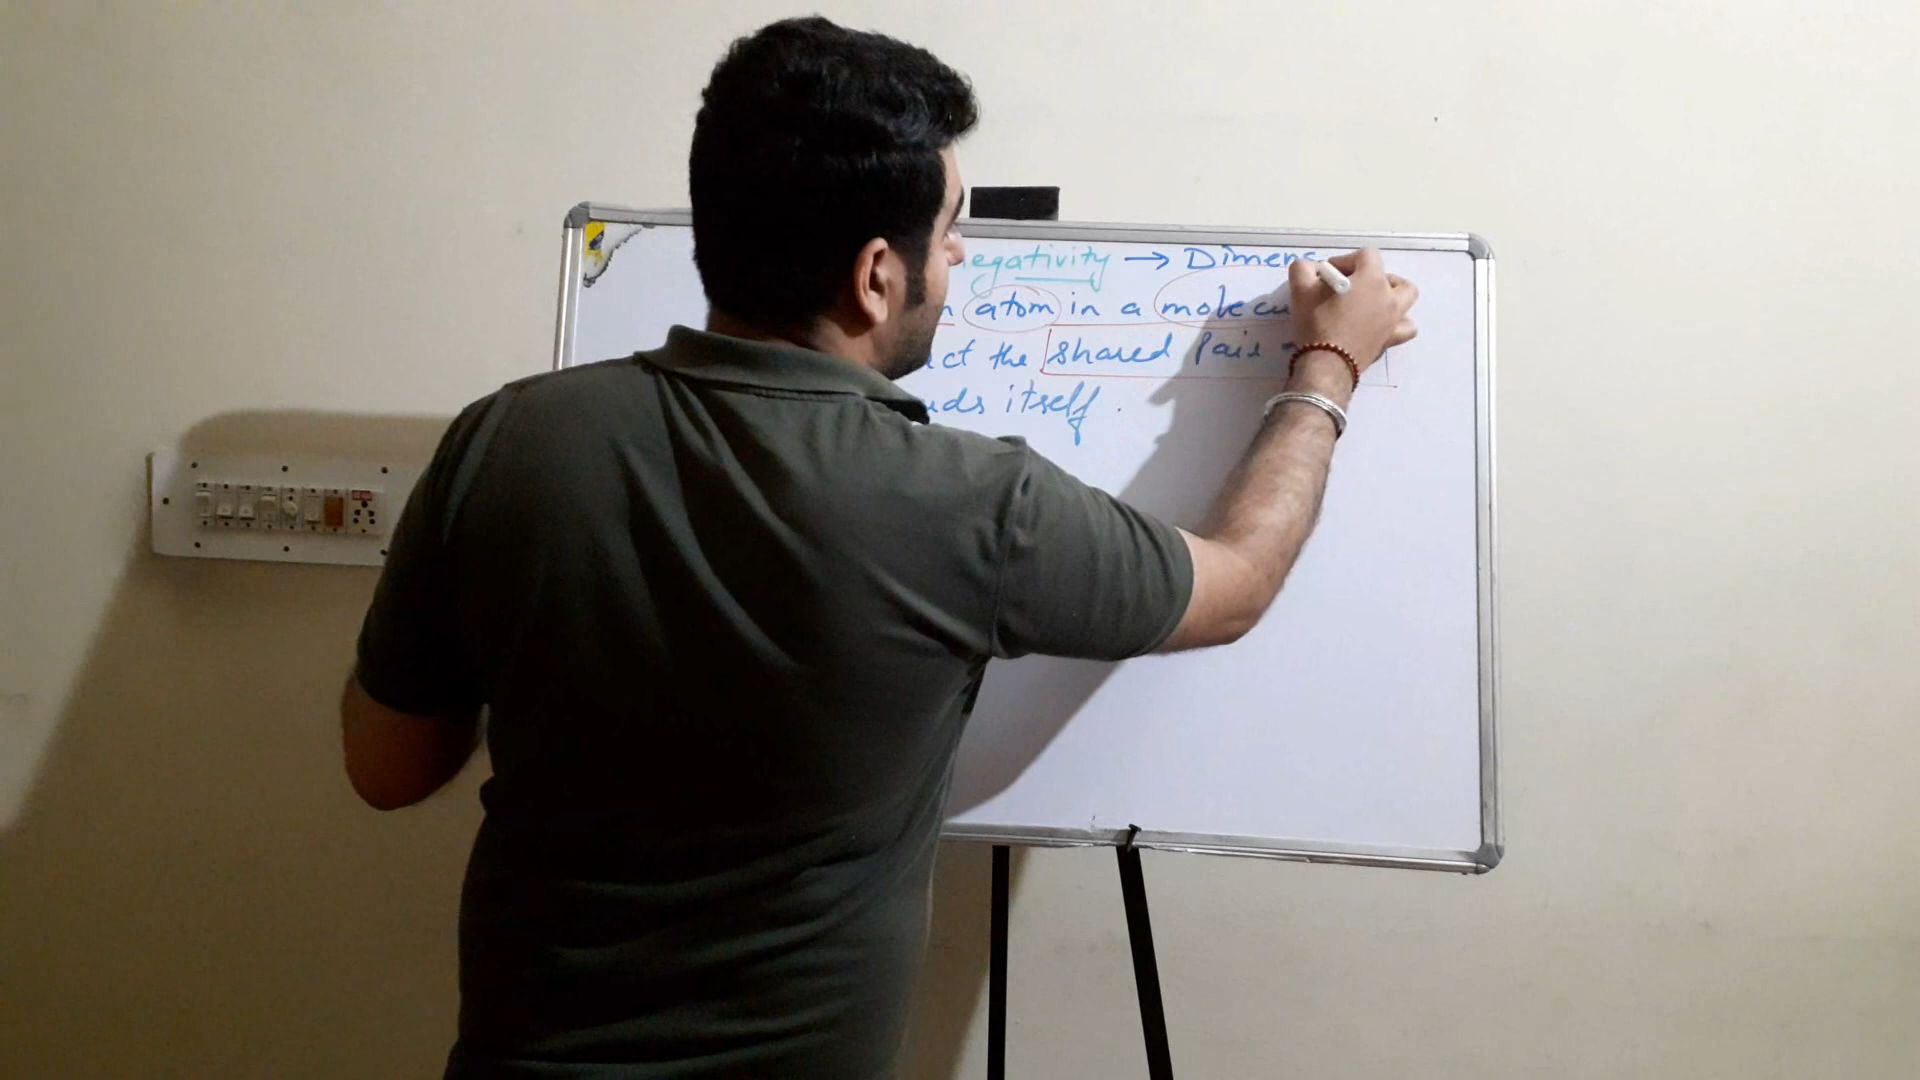 egativity → Dimens
n atom in a molecu
ct the shared Pair
ds itself.